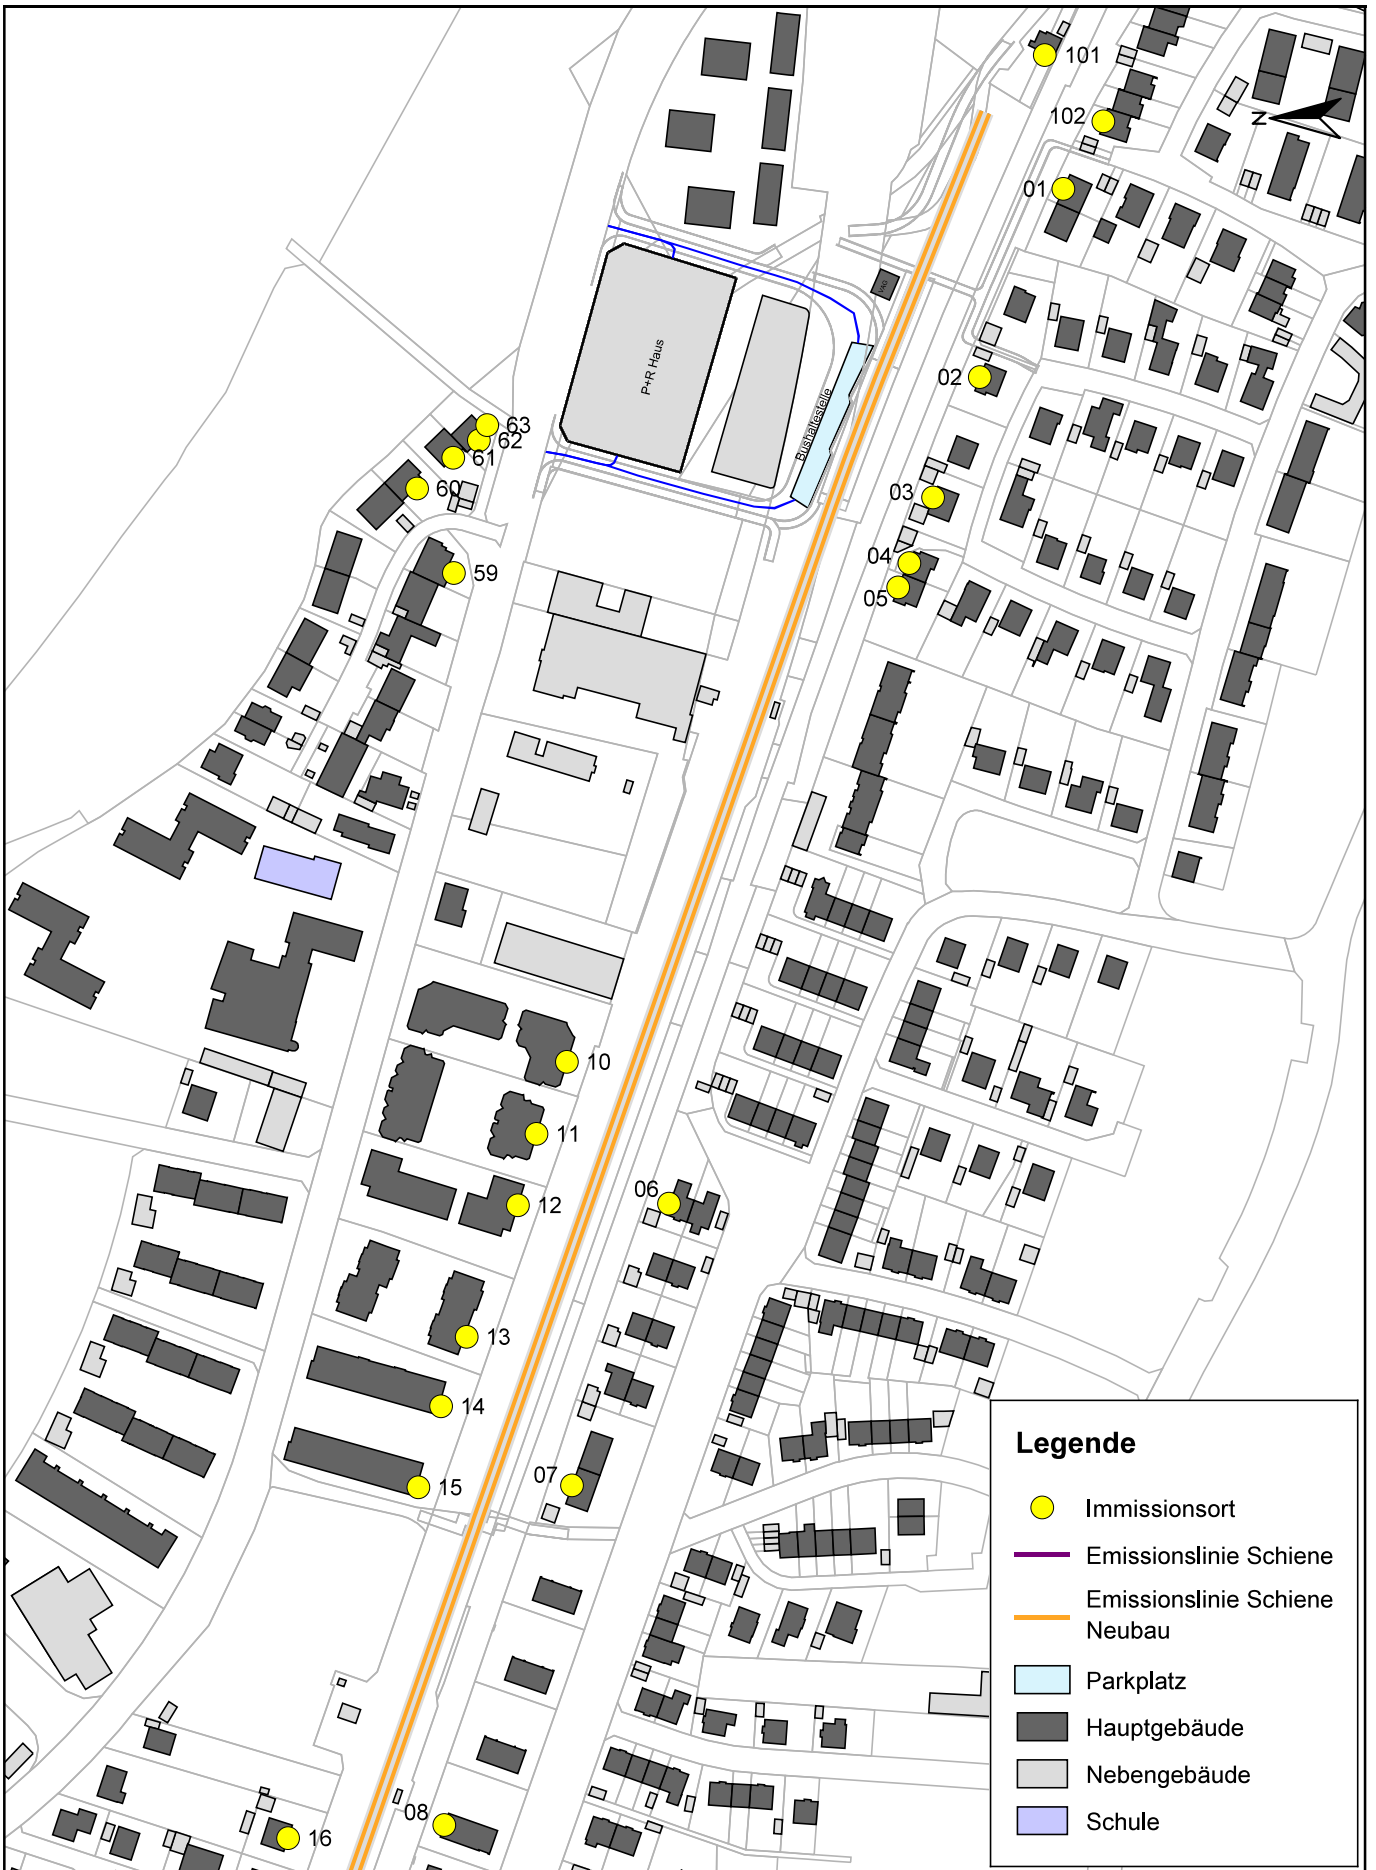 101
102
N
01
VAG
P+R Haus
02
Bushaltestelle
63
62
61
60
03
04
59
05
10
11
06
12
13
14
07
15
08
16
Legende
Immissionsort
Emissionslinie Schiene
Emissionslinie Schiene
Neubau
Parkplatz
Hauptgebäude
Nebengebäude
Schule